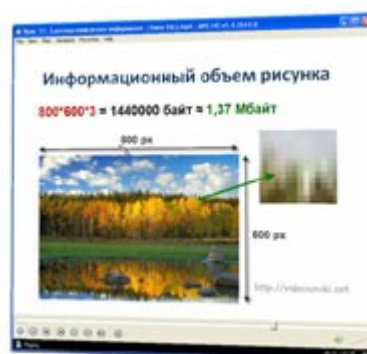 Информационный объем рисунка
800*600*3 = 1440000 байт ≈ 1,37 Мбайт
800 px
600 px
http://videouroki.net